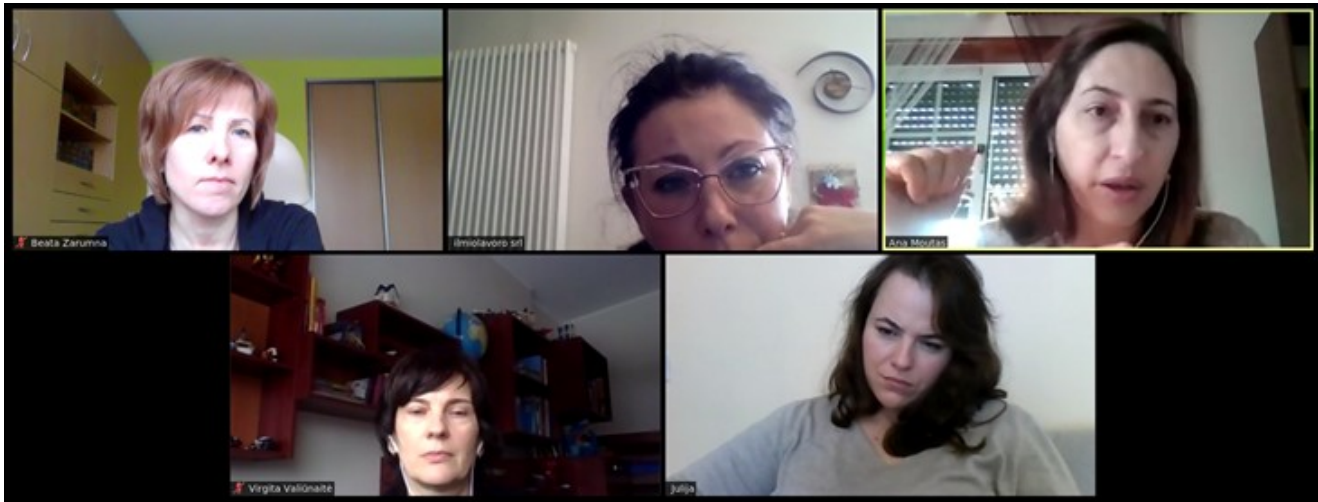 Beata Zarumna
ilmiolavoro srl
Ana Moutas
Virgita Valiūnaitė
Julija